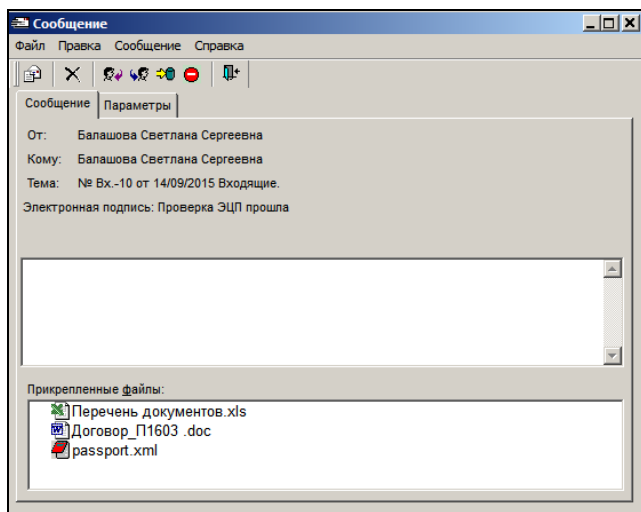 Сообщение
Файл Правка Сообщение Справка
Сообщение Параметры
От: Балашова Светлана Сергеевна
Кому: Балашова Светлана Сергеевна
Тема: № Вх.-10 от 14/09/2015 Входящие.
Электронная подпись: Проверка ЭЦП прошла
Прикрепленные файлы:
Перечень документов.xls
Договор_П1603 .doc
passport.xml